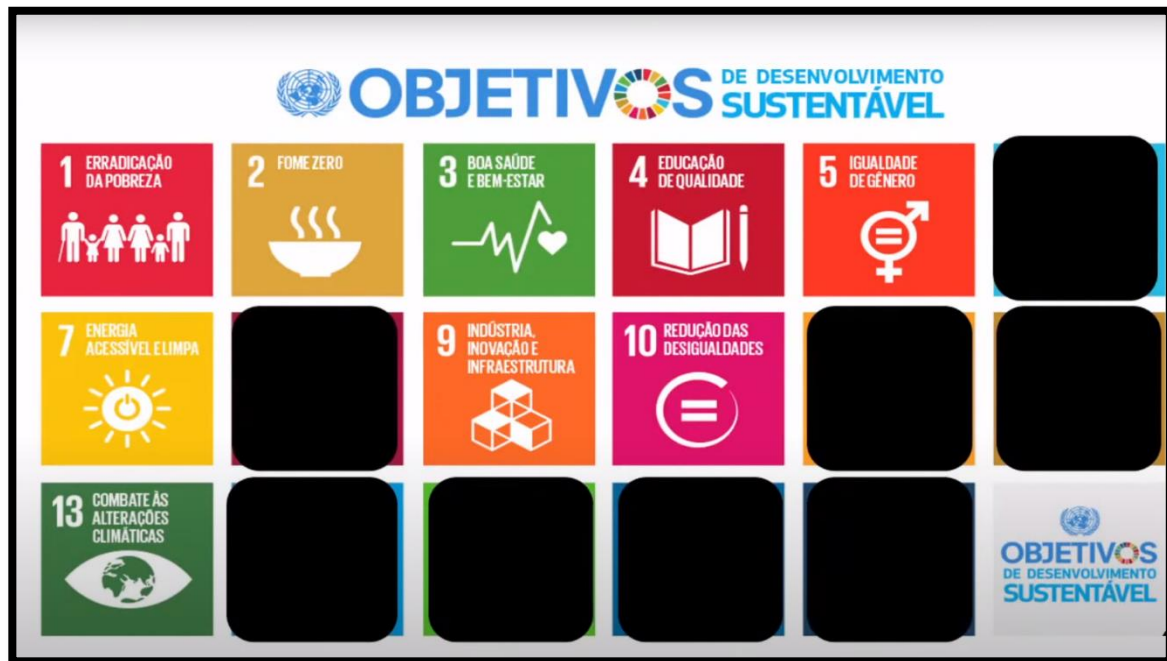 OBJETIVOS DE DESENVOLVIMENTO
SUSTENTÁVEL
1 ERRADICAÇÃO
DA POBREZA
2 FOME ZERO
3 BOA SAÚDE
E BEM-ESTAR
4 EDUCAÇÃO
DE QUALIDADE
5 IGUALDADE
DE GÊNERO
7 ENERGIA
ACESSÍVEL E LIMPA
9 INDÚSTRIA,
INOVAÇÃO E
INFRAESTRUTURA
10 REDUÇÃO DAS
DESIGUALDADES
13 COMBATE ÀS
ALTERAÇÕES
CLIMÁTICAS
OBJETIVOS
DE DESENVOLVIMENTO
SUSTENTÁVEL